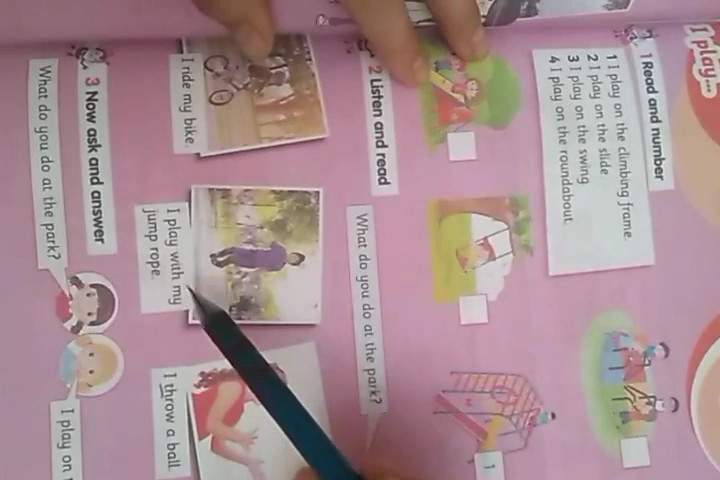 I play...
1 Read and number
1 I play on the climbing frame.
2 I play on the slide
3 I play on the swing
4 I play on the roundabout.
1
2 Listen and read
What do you do at the park?
I ride my bike.
I play with my
jump rope.
I throw a ball.
3 Now ask and answer
What do you do at the park?
I play on